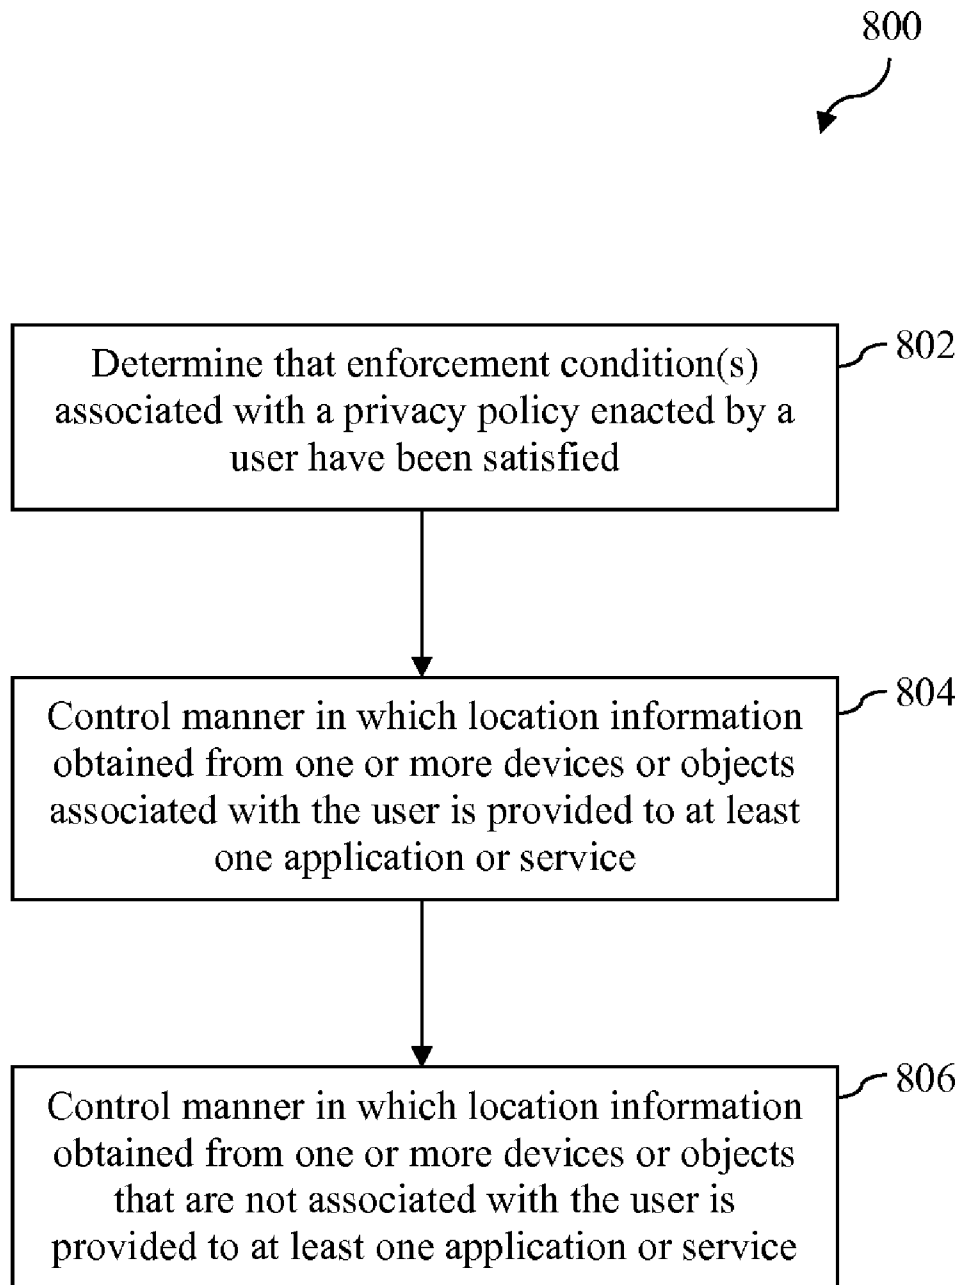 800
Determine that enforcement condition(s)
associated with a privacy policy enacted by a
user have been satisfied
802
Control manner in which location information
obtained from one or more devices or objects
associated with the user is provided to at least
one application or service
804
Control manner in which location information
obtained from one or more devices or objects
that are not associated with the user is
provided to at least one application or service
806